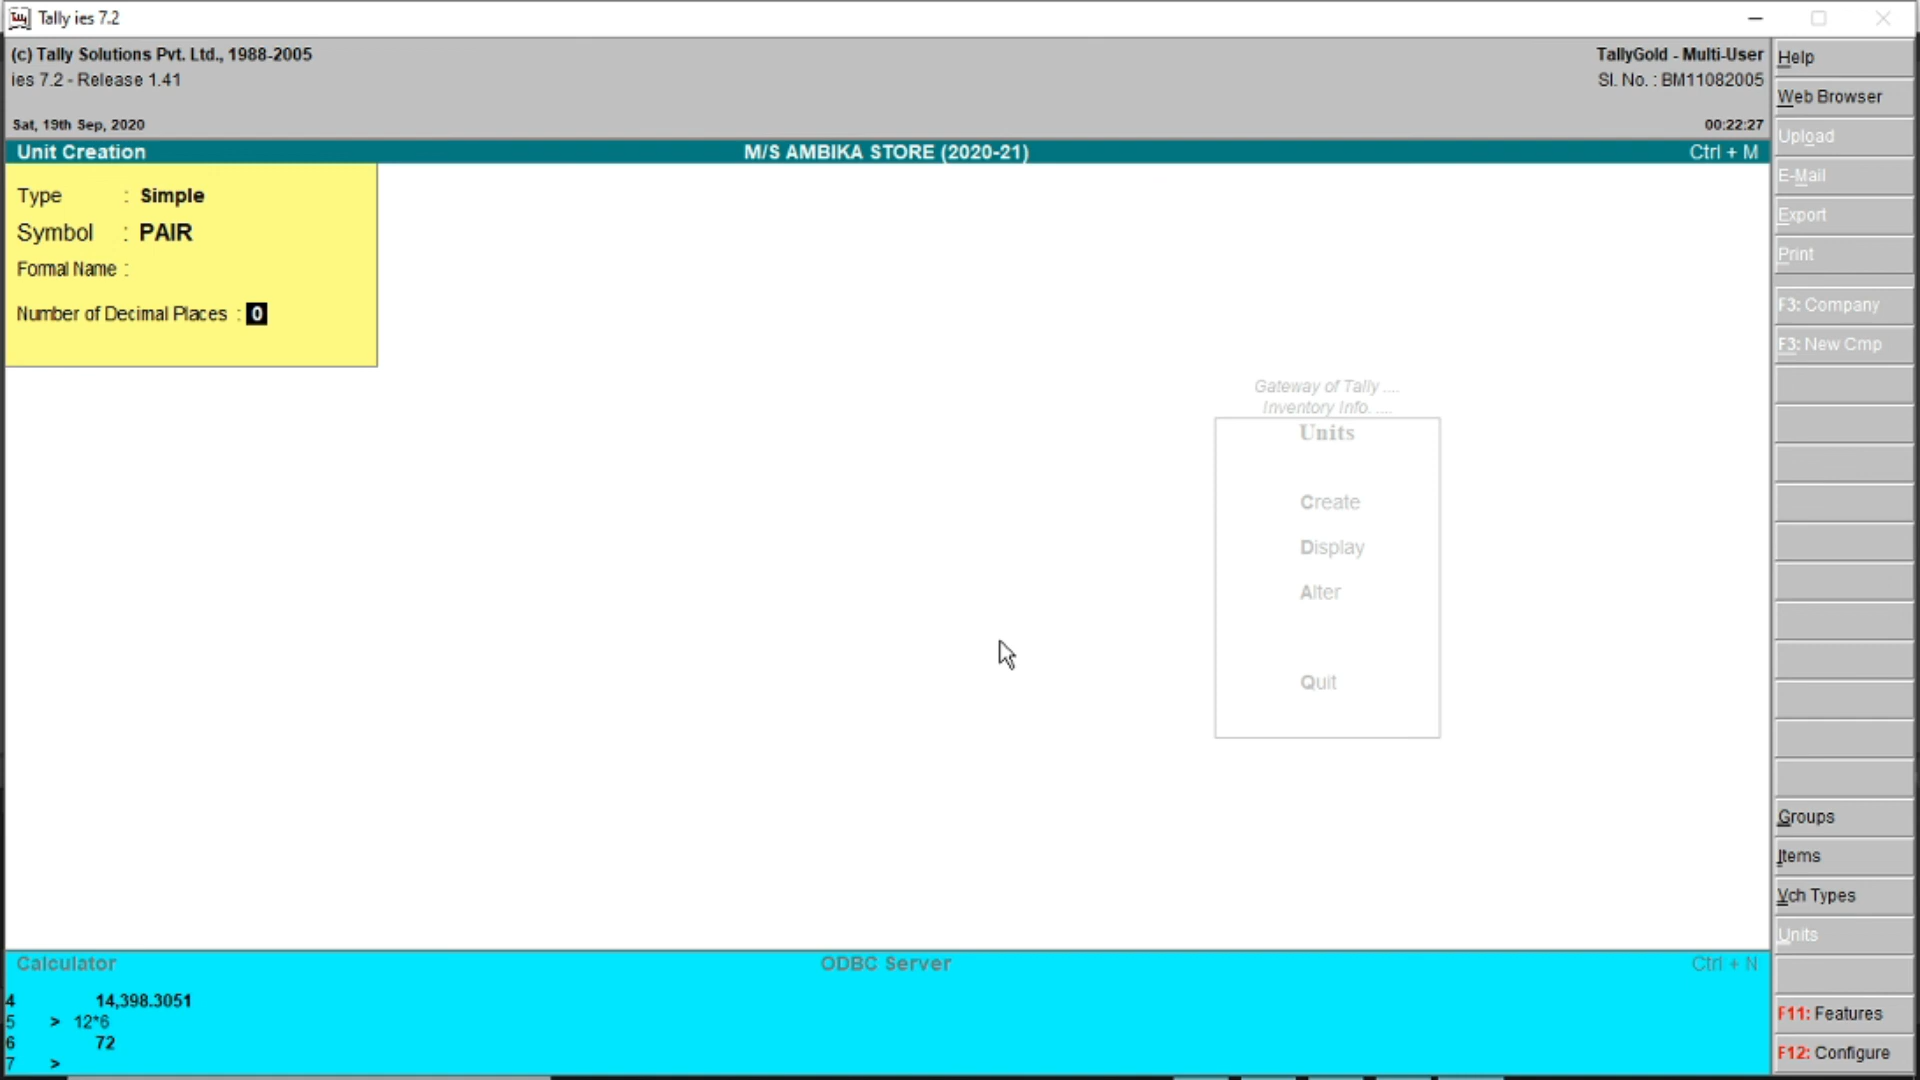 Tally ies 7.2
(c) Tally Solutions Pvt. Ltd., 1988-2005
TallyGold - Multi-User
ies 7.2 - Release 1.41
Sl. No. : BM11082005
Sat, 19th Sep, 2020
00:22:27
Unit Creation
M/S AMBIKA STORE (2020-21)
Ctrl + M
Type : Simple
Symbol : PAIR
Formal Name :
Number of Decimal Places : 0
Gateway of Tally ....
Inventory Info. ....
Units
Create
Display
Alter
Quit
Help
Web Browser
Upload
E-Mail
Export
Print
F3: Company
F3: New Cmp
Groups
Items
Vch Types
Units
F11: Features
F12: Configure
Calculator
ODBC Server
Ctrl + N
4 14,398.3051
5 > 12*6
6 72
7 >